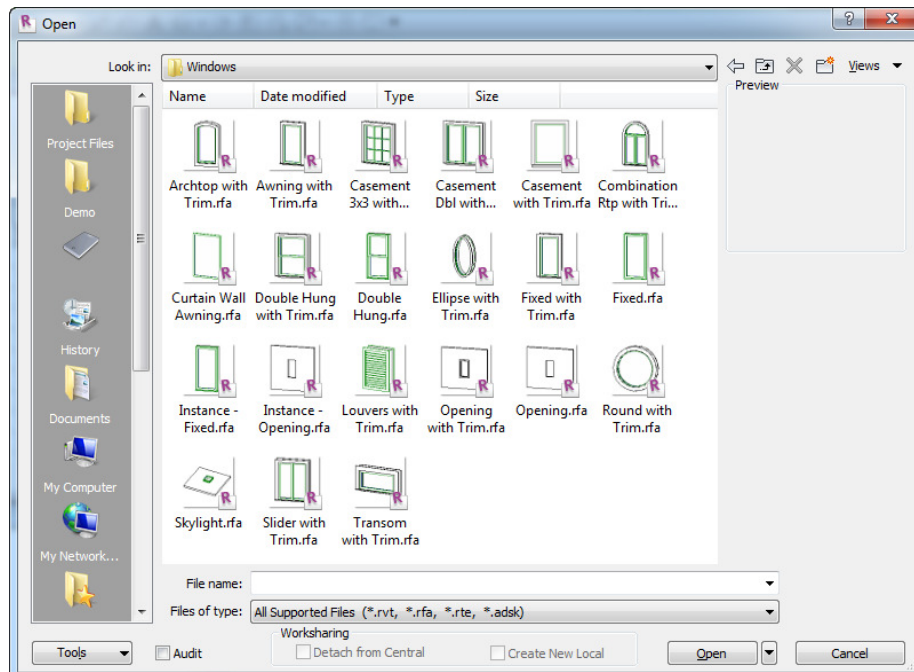 Open
Look in:
Windows
Views
Project Files
Demo
History
Documents
My Computer
My Network...
Name Date modified Type Size
Archtop with
Trim.rfa
Awning with
Trim.rfa
Casement
3x3 with...
Casement
Dbl with...
Casement
with Trim.rfa
Combination
Rtp with Tri...
Curtain Wall
Awning.rfa
Double Hung
with Trim.rfa
Double
Hung.rfa
Ellipse with
Trim.rfa
Fixed with
Trim.rfa
Fixed.rfa
Instance -
Fixed.rfa
Instance -
Opening.rfa
Louvers with
Trim.rfa
Opening
with Trim.rfa
Opening.rfa
Round with
Trim.rfa
Skylight.rfa
Slider with
Trim.rfa
Transom
with Trim.rfa
Preview
File name:
Files of type: All Supported Files (*.rvt, *.rfa, *.rte, *.adsk)
Tools
Audit
Worksharing
Detach from Central
Create New Local
Open
Cancel